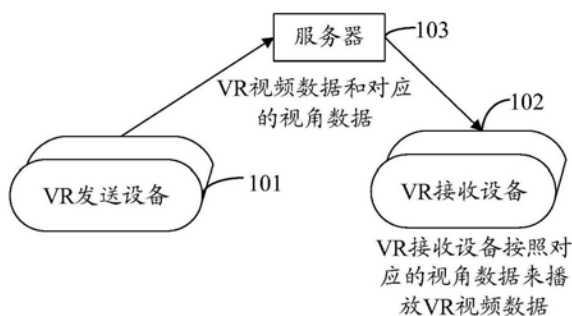 服务器
103
VR视频数据和对应
的视角数据
102
VR发送设备
101
VR接收设备
VR接收设备按照对
应的视角数据来播
放VR视频数据